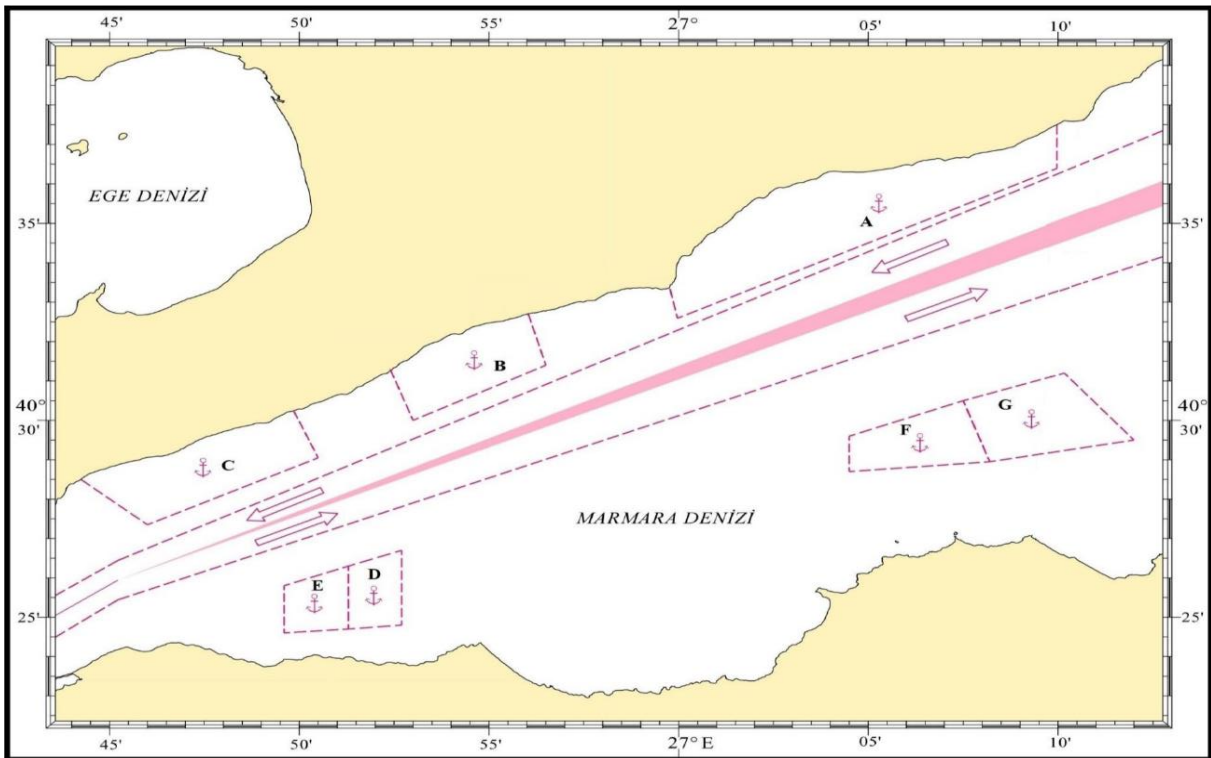 45' 50' 55' 27° 05' 10'
EGE DENİZİ
35' 35'
A
B
40° 40°
30' 30'
G
F
C
MARMARA DENİZİ
D
E
25' 25'
45' 50' 55' 27° E 05' 10'